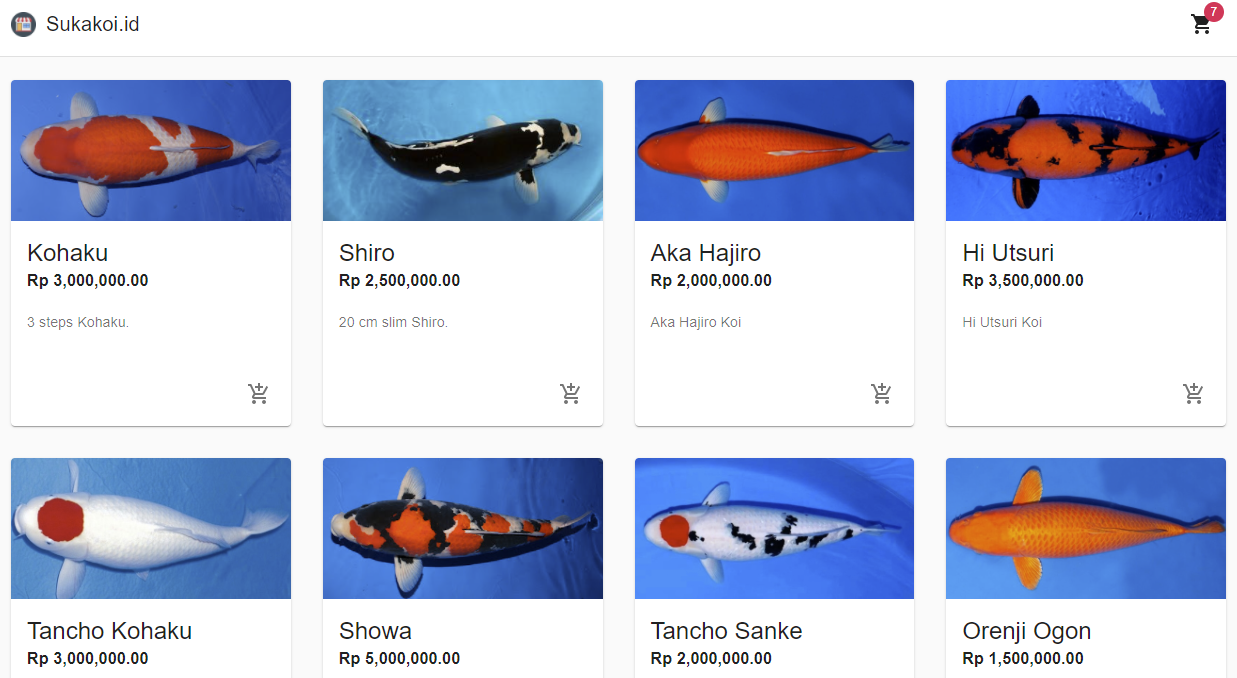 Sukakoi.id
7
Kohaku
Rp 3,000,000.00
3 steps Kohaku.
Shiro
Rp 2,500,000.00
20 cm slim Shiro.
Aka Hajiro
Rp 2,000,000.00
Aka Hajiro Koi
Hi Utsuri
Rp 3,500,000.00
Hi Utsuri Koi
Tancho Kohaku
Rp 3,000,000.00
Showa
Rp 5,000,000.00
Tancho Sanke
Rp 2,000,000.00
Orenji Ogon
Rp 1,500,000.00